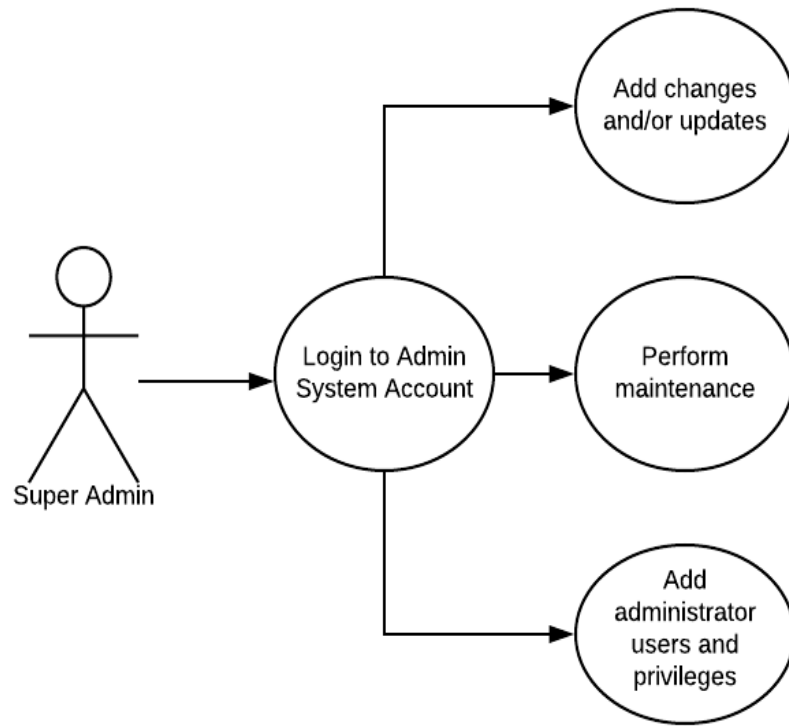 Add changes
and/or updates
Login to Admin
System Account
Perform
maintenance
Super Admin
Add
administrator
users and
privileges